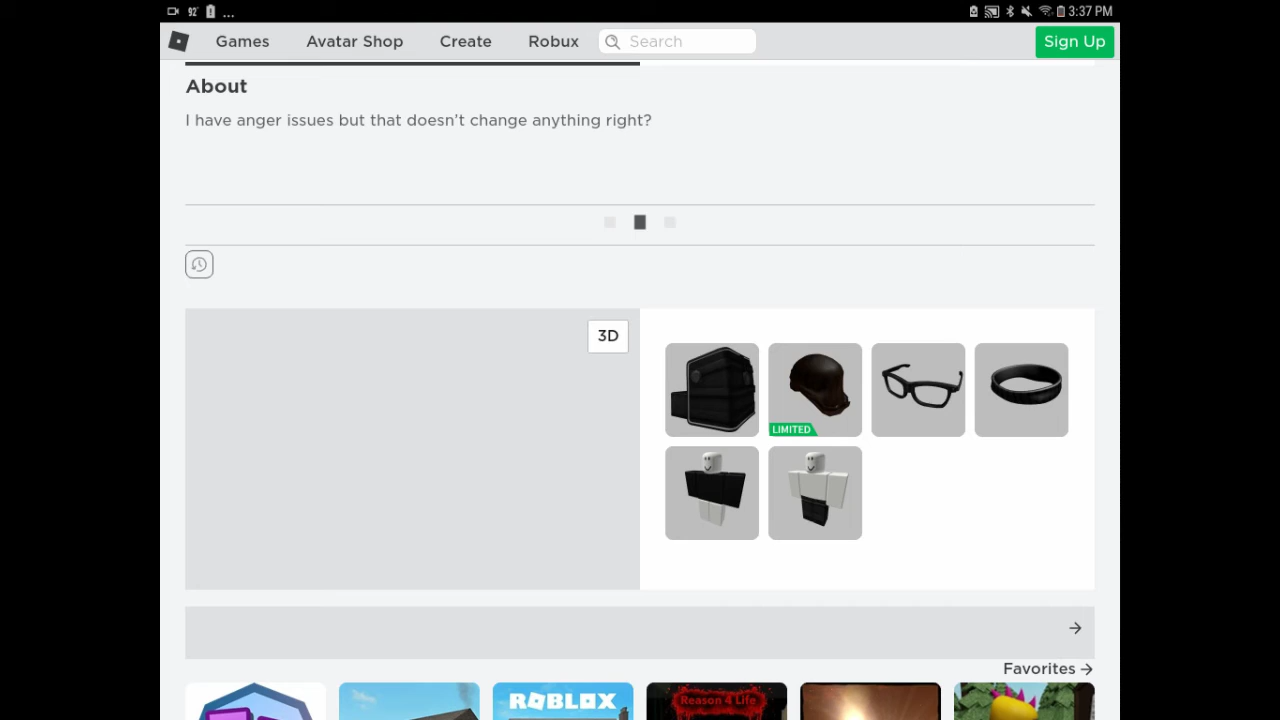 92° ... 3:37 PM
Games Avatar Shop Create Robux Search Sign Up
About
I have anger issues but that doesn't change anything right?
3D
LIMITED
Favorites
ROBLOX Reason 4 Life